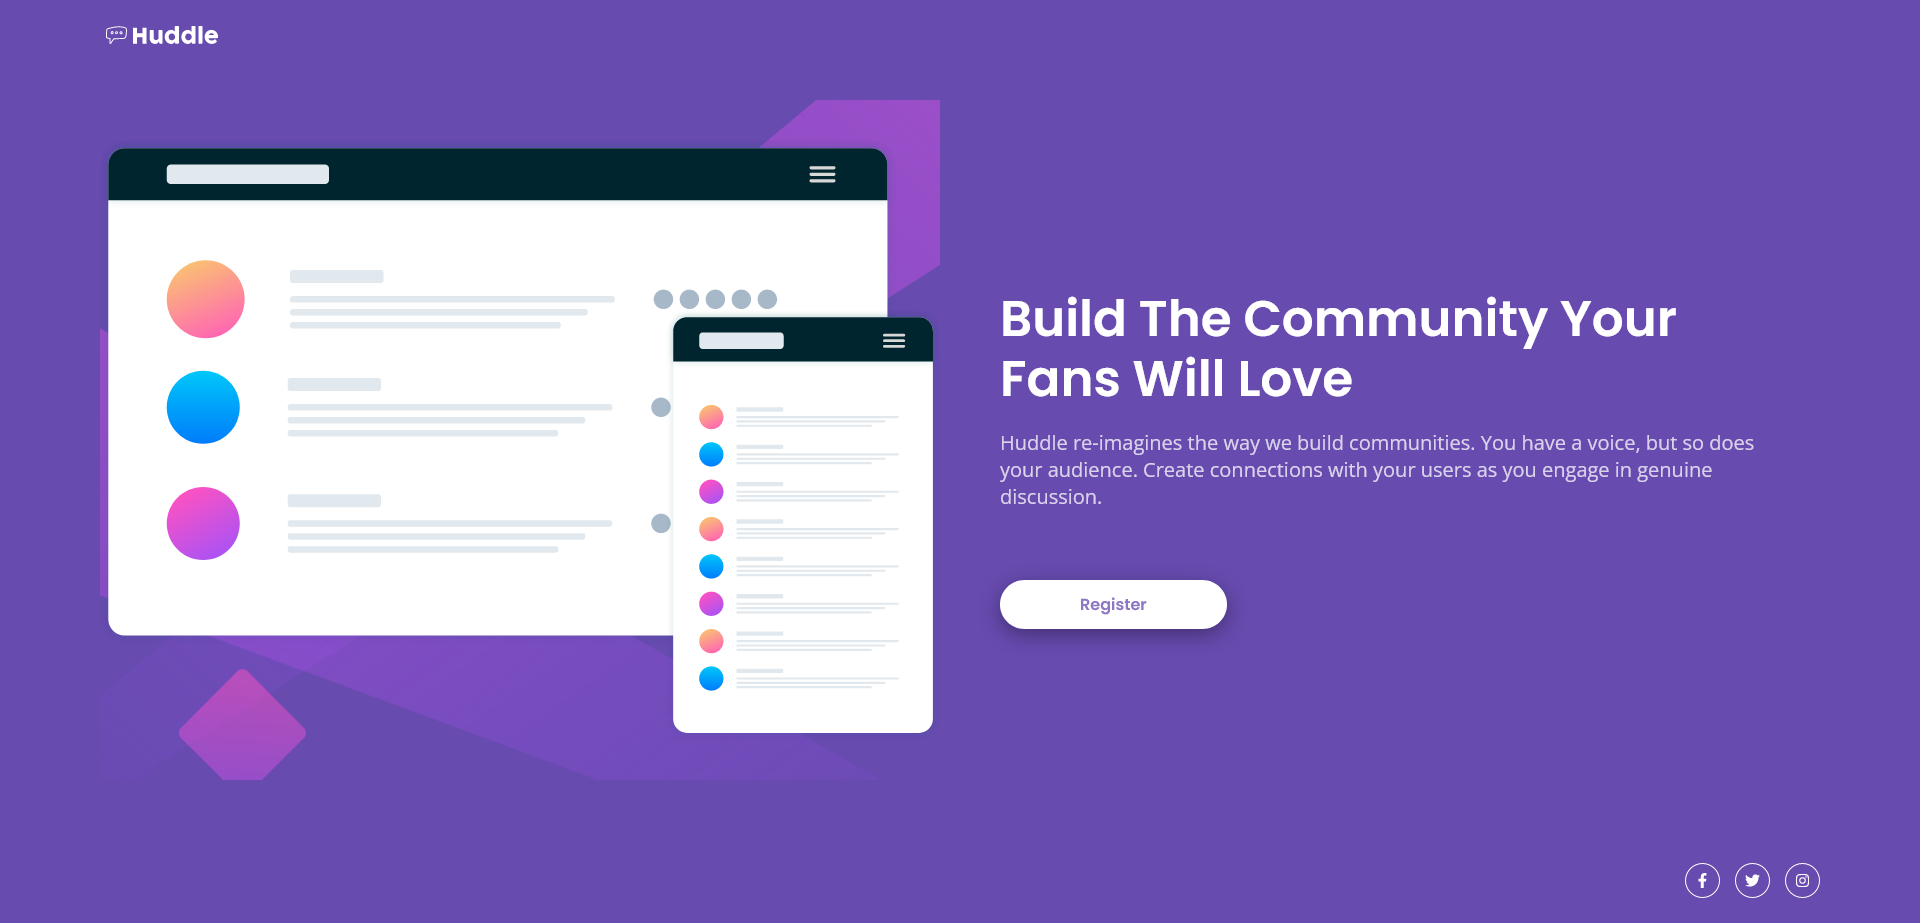 Huddle
Build The Community Your
Fans Will Love
Huddle re-imagines the way we build communities. You have a voice, but so does
your audience. Create connections with your users as you engage in genuine
discussion.
Register